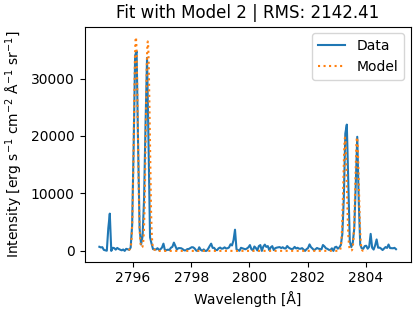 Fit with Model 2 | RMS: 2142.41
Intensity [erg s⁻¹ cm⁻² Å⁻¹ sr⁻¹]
30000
20000
10000
0
Data
Model
2796 2798 2800 2802 2804
Wavelength [Å]